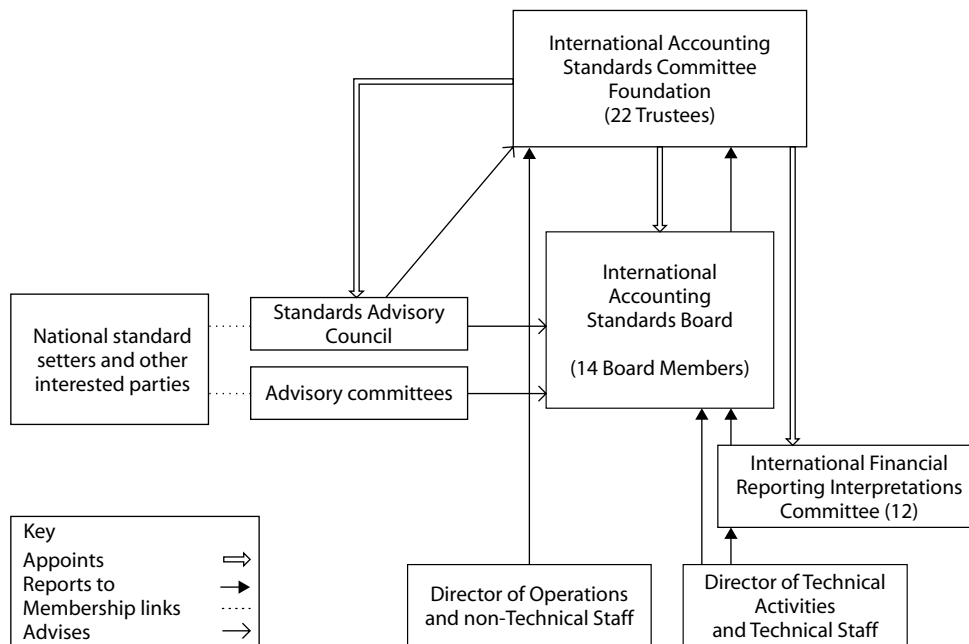 International Accounting
Standards Committee
Foundation
(22 Trustees)
International
Accounting
Standards Board
(14 Board Members)
National standard
setters and other
interested parties
Standards Advisory
Council
Advisory committees
International Financial
Reporting Interpretations
Committee (12)
Key
Appoints
Reports to
Membership links
Advises
Director of Operations
and non-Technical Staff
Director of Technical
Activities
and Technical Staff